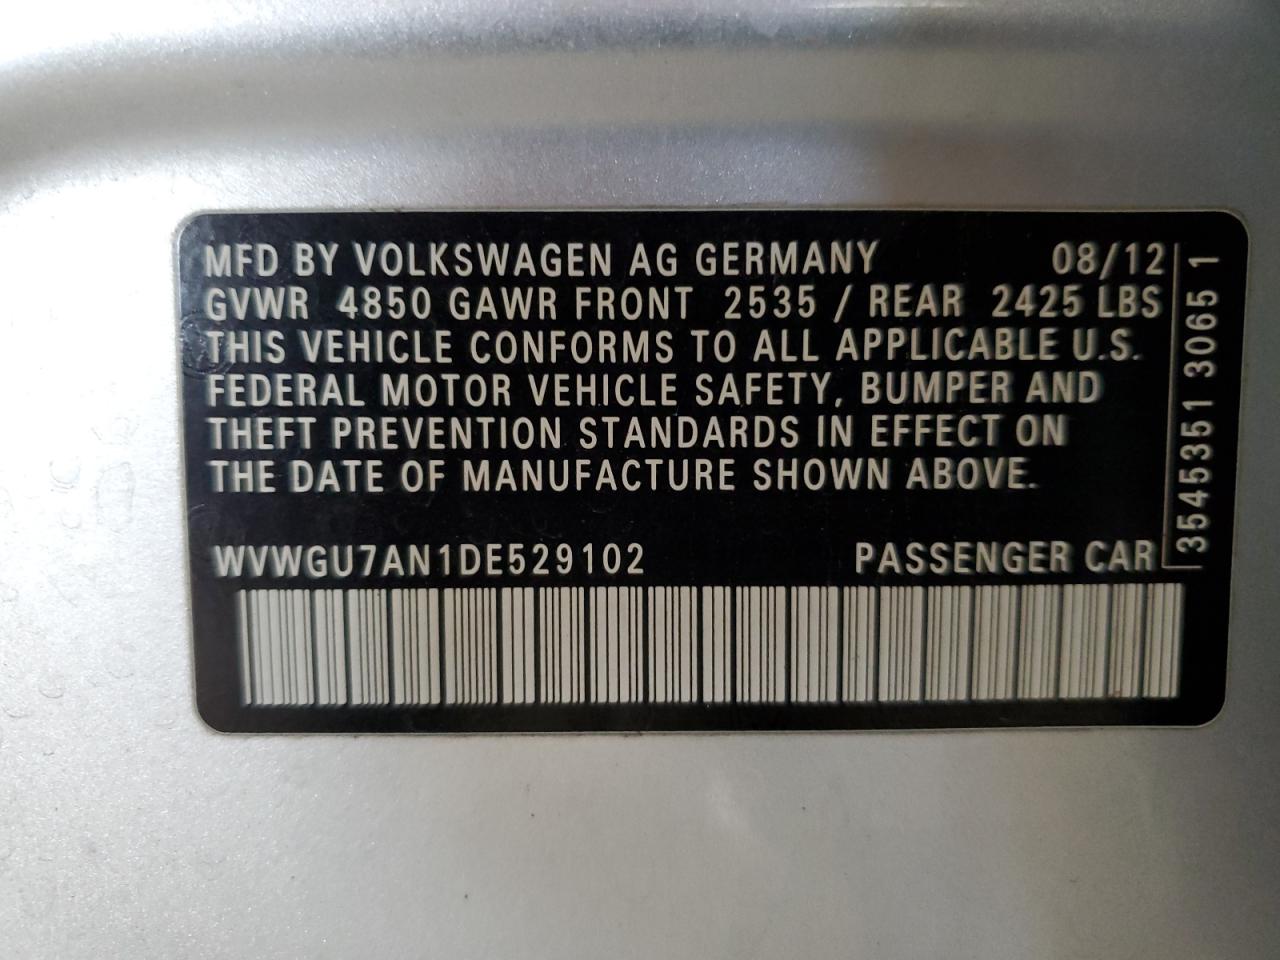 MFD BY VOLKSWAGEN AG GERMANY 08/12
GVWR 4850 GAWR FRONT 2535 / REAR 2425 LBS
THIS VEHICLE CONFORMS TO ALL APPLICABLE U.S.
FEDERAL MOTOR VEHICLE SAFETY, BUMPER AND
THEFT PREVENTION STANDARDS IN EFFECT ON
THE DATE OF MANUFACTURE SHOWN ABOVE.
WVWGU7AN1DE529102 PASSENGER CAR
3545351 3065 1